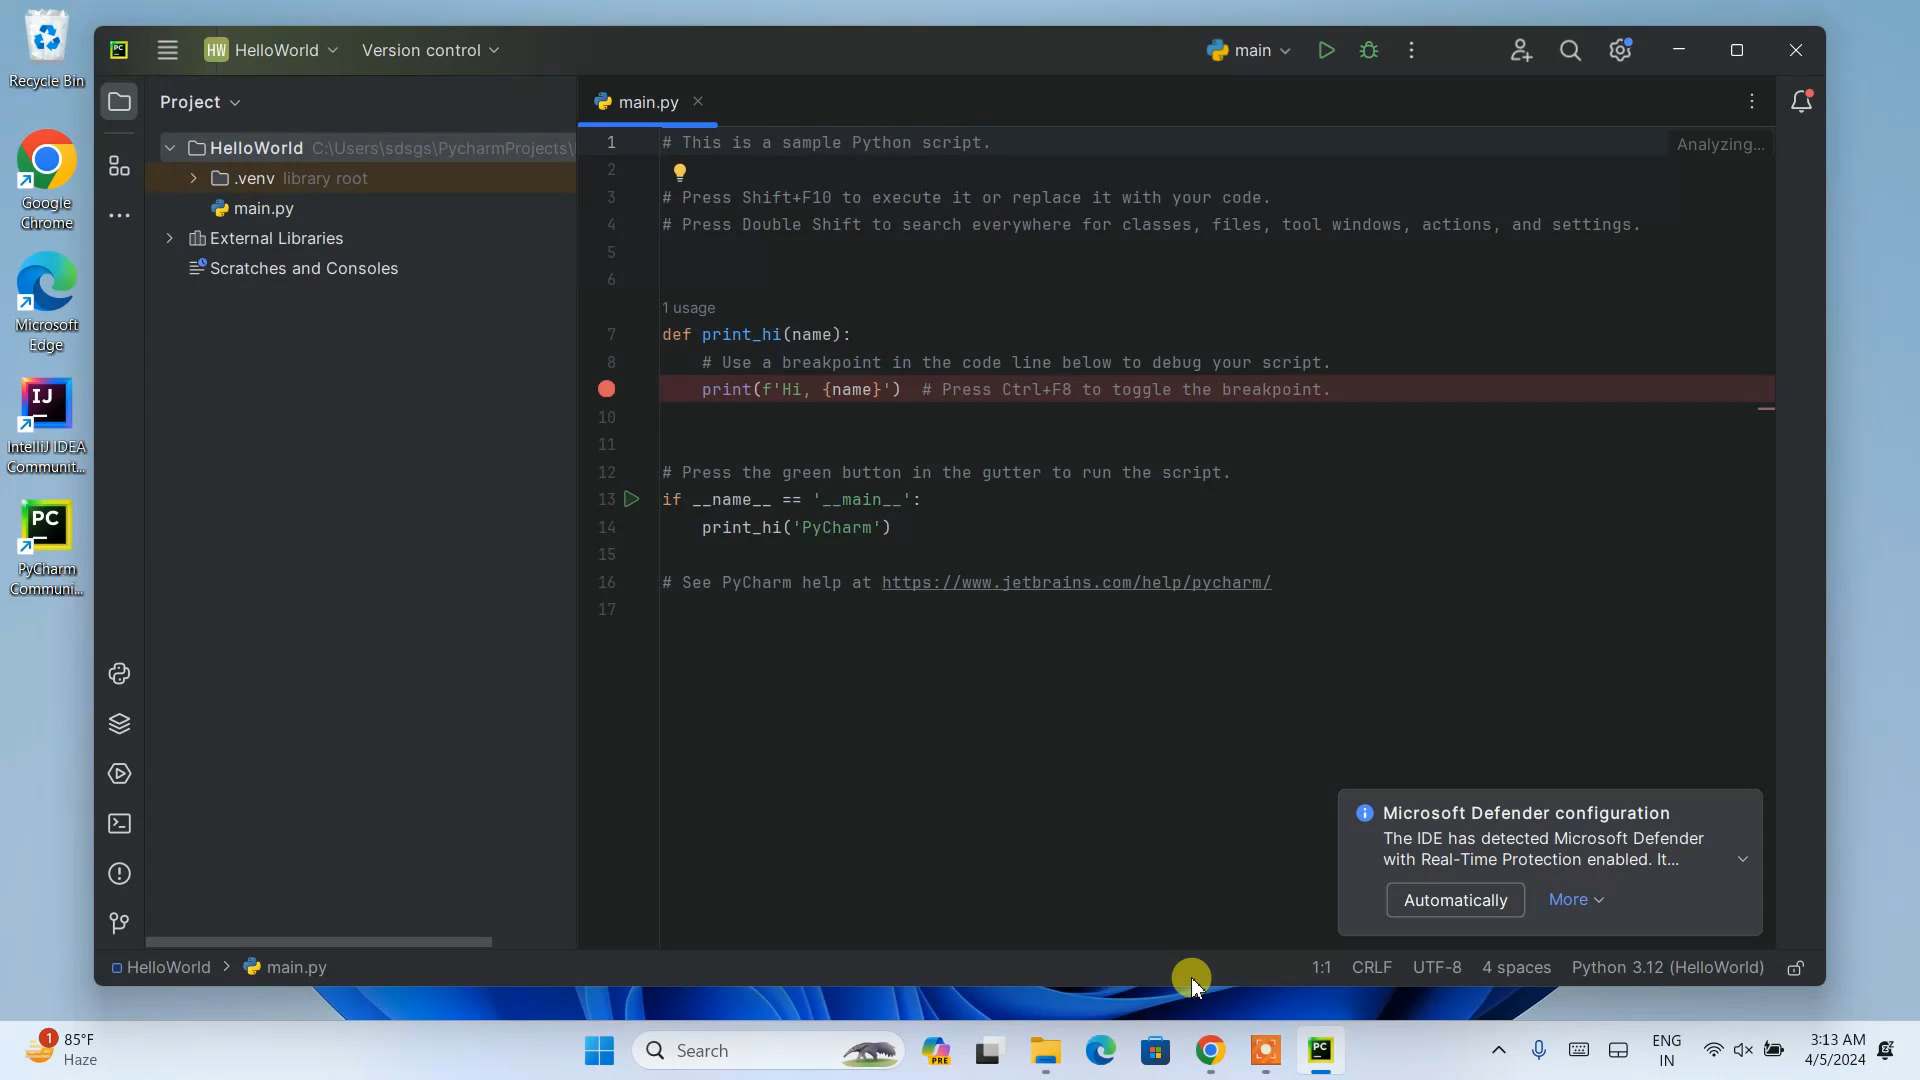 Recycle Bin
Google
Chrome
Microsoft
Edge
IJ
IntelliJ IDEA
Communit...
PC
PyCharm
Communi...
PC
HW HelloWorld
Version control
main
Project
HelloWorld C:\Users\sdsgs\PycharmProjects\
.venv library root
main.py
External Libraries
Scratches and Consoles
main.py
Analyzing...
1 # This is a sample Python script.
2
3 # Press Shift+F10 to execute it or replace it with your code.
4 # Press Double Shift to search everywhere for classes, files, tool windows, actions, and settings.
5
6
1 usage
7 def print_hi(name):
8 # Use a breakpoint in the code line below to debug your script.
print(f'Hi, {name}') # Press Ctrl+F8 to toggle the breakpoint.
10
11
12 # Press the green button in the gutter to run the script.
13 if __name__ == '__main__':
14 print_hi('PyCharm')
15
16 # See PyCharm help at https://www.jetbrains.com/help/pycharm/
17
Microsoft Defender configuration
The IDE has detected Microsoft Defender
with Real-Time Protection enabled. It...
Automatically
More
HelloWorld > main.py
1:1 CRLF UTF-8 4 spaces Python 3.12 (HelloWorld)
1
85°F
Haze
Search
PRE
PC
ENG
IN
3:13 AM
4/5/2024